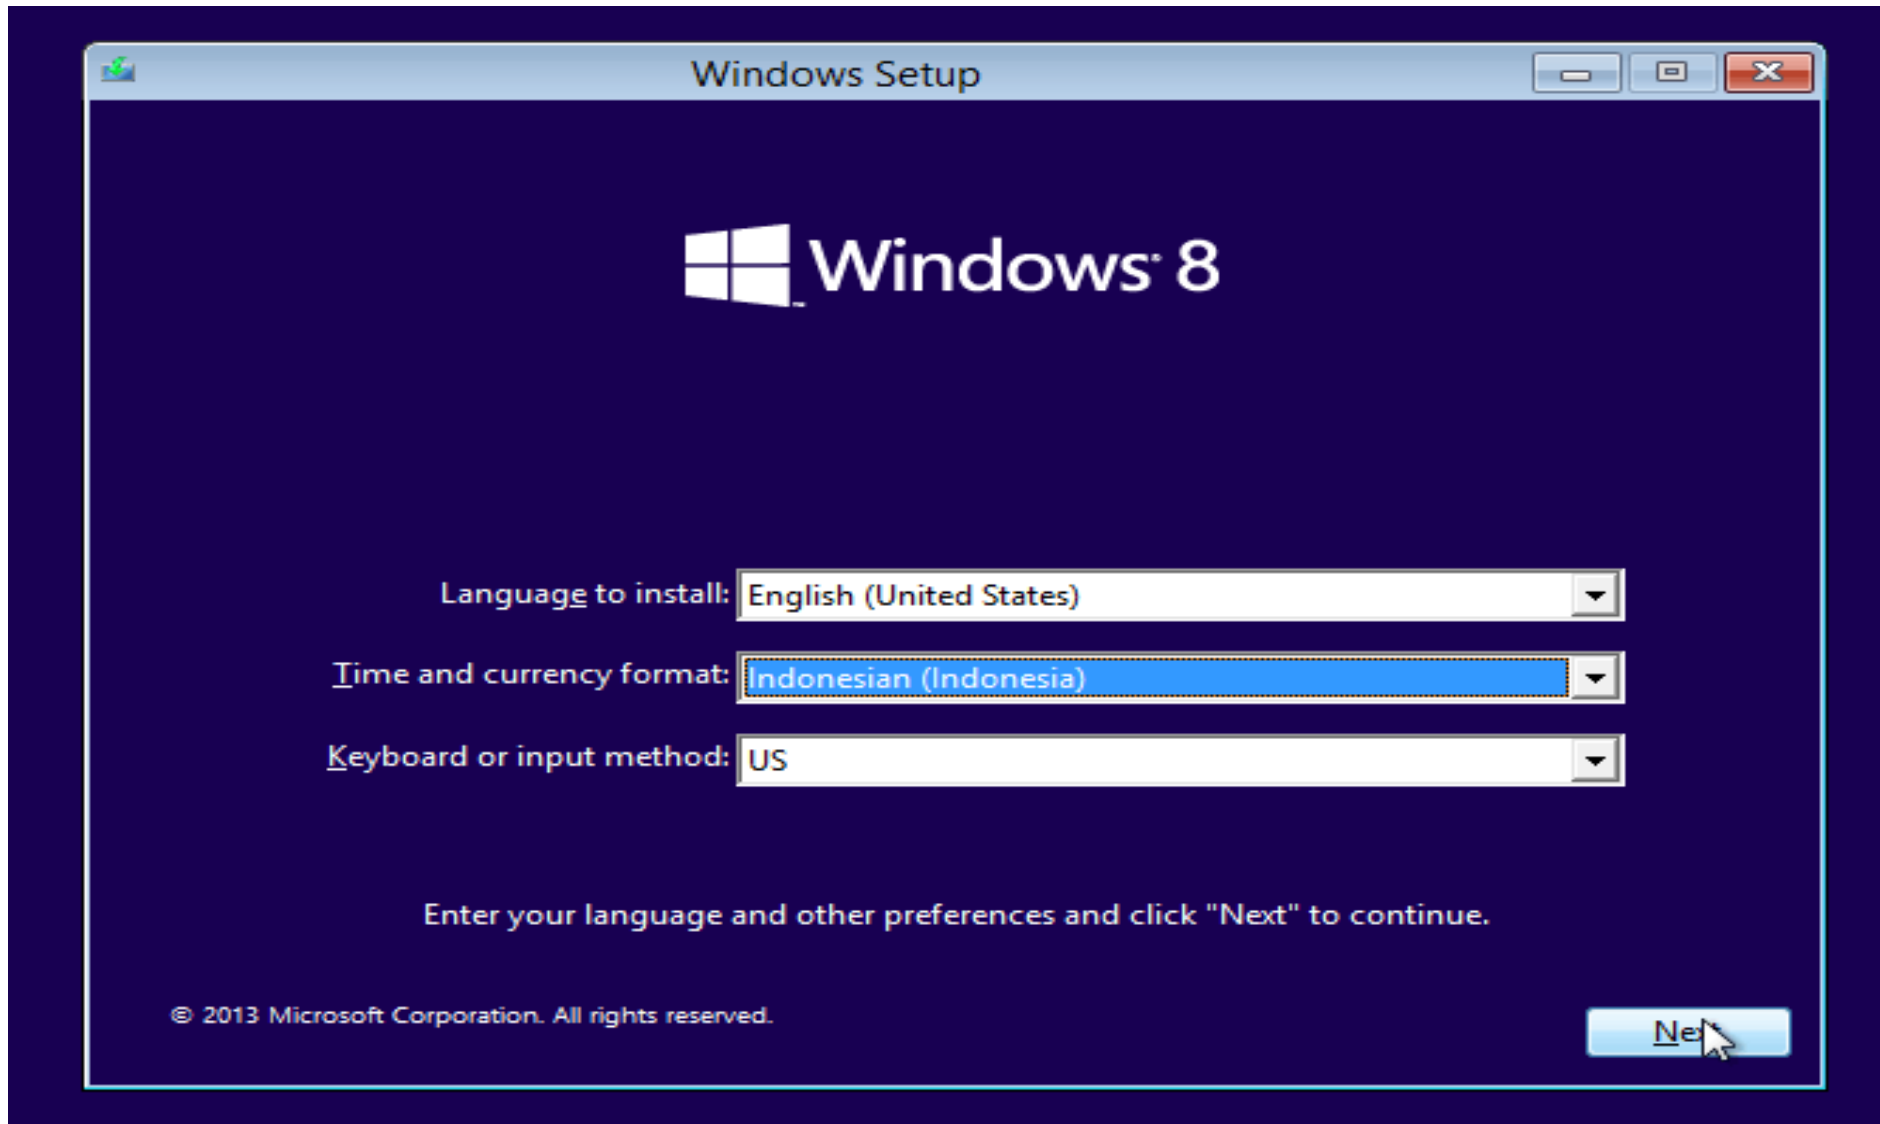 Windows Setup
Windows 8
Language to install: English (United States)
Time and currency format: Indonesian (Indonesia)
Keyboard or input method: US
Enter your language and other preferences and click "Next" to continue.
© 2013 Microsoft Corporation. All rights reserved.
Next